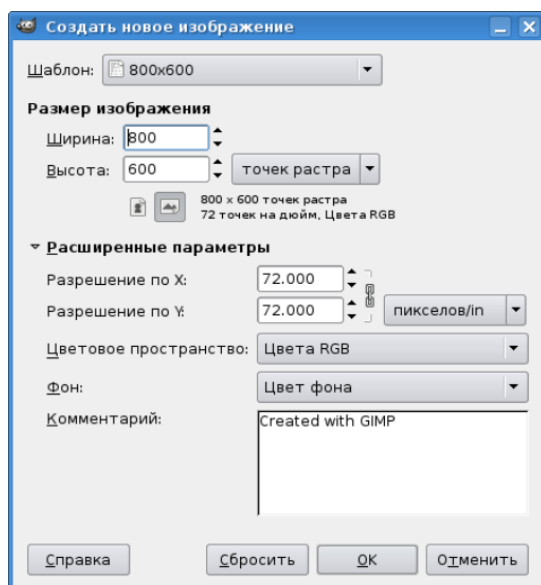 Создать новое изображение
Шаблон: 800x600
Размер изображения
Ширина: 800
Высота: 600 точек растра
800 × 600 точек растра
72 точек на дюйм, Цвета RGB
Расширенные параметры
Разрешение по X: 72.000
Разрешение по Y: 72.000 пикселов/in
Цветовое пространство: Цвета RGB
Фон: Цвет фона
Комментарий: Created with GIMP
Справка Сбросить OK Отменить